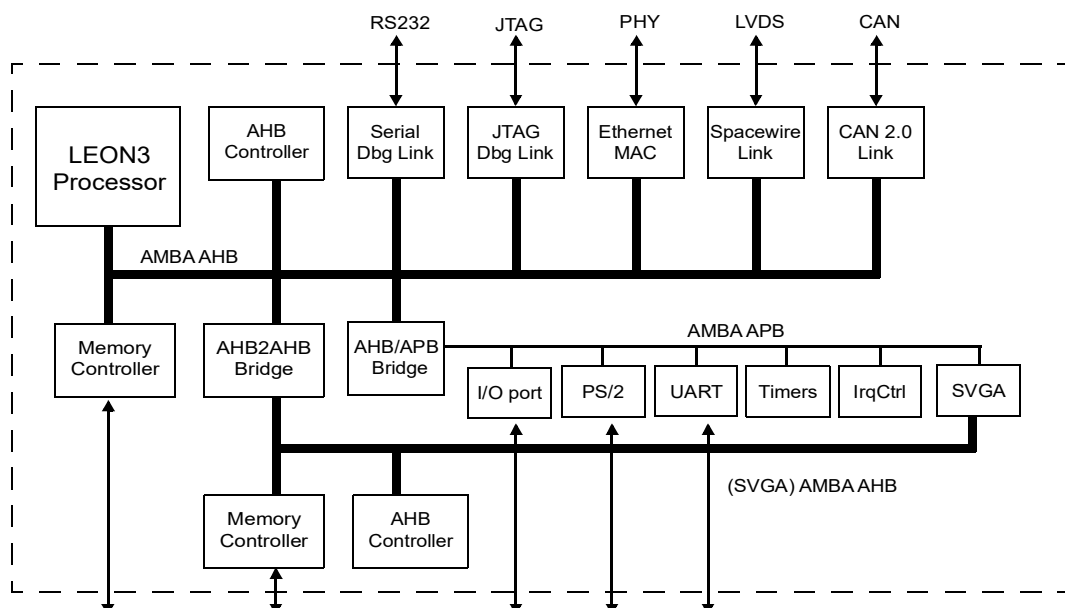 RS232
JTAG
PHY
LVDS
CAN
LEON3
Processor
AHB
Controller
Serial
Dbg Link
JTAG
Dbg Link
Ethernet
MAC
Spacewire
Link
CAN 2.0
Link
AMBA AHB
Memory
Controller
AHB2AHB
Bridge
AHB/APB
Bridge
AMBA APB
I/O port
PS/2
UART
Timers
IrqCtrl
SVGA
(SVGA) AMBA AHB
Memory
Controller
AHB
Controller